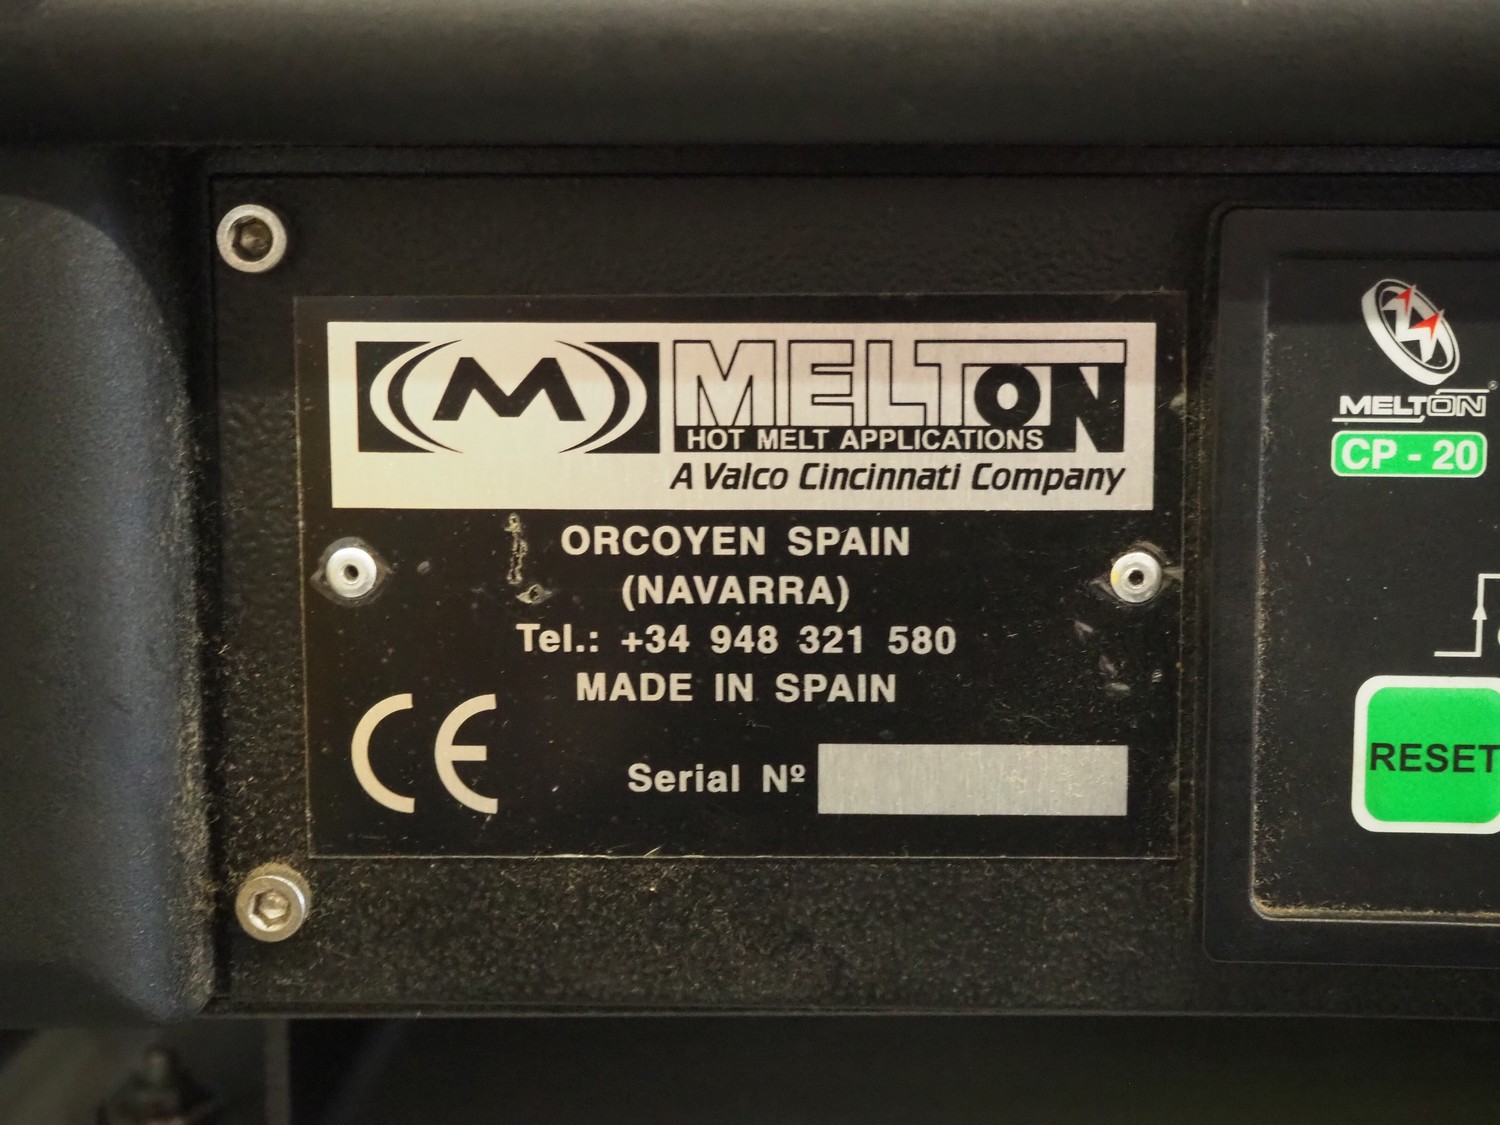 M MELTON
HOT MELT APPLICATIONS
A Valco Cincinnati Company
ORCOYEN SPAIN
(NAVARRA)
Tel.: +34 948 321 580
MADE IN SPAIN
CE
Serial Nº
MELTON®
CP - 20
RESET